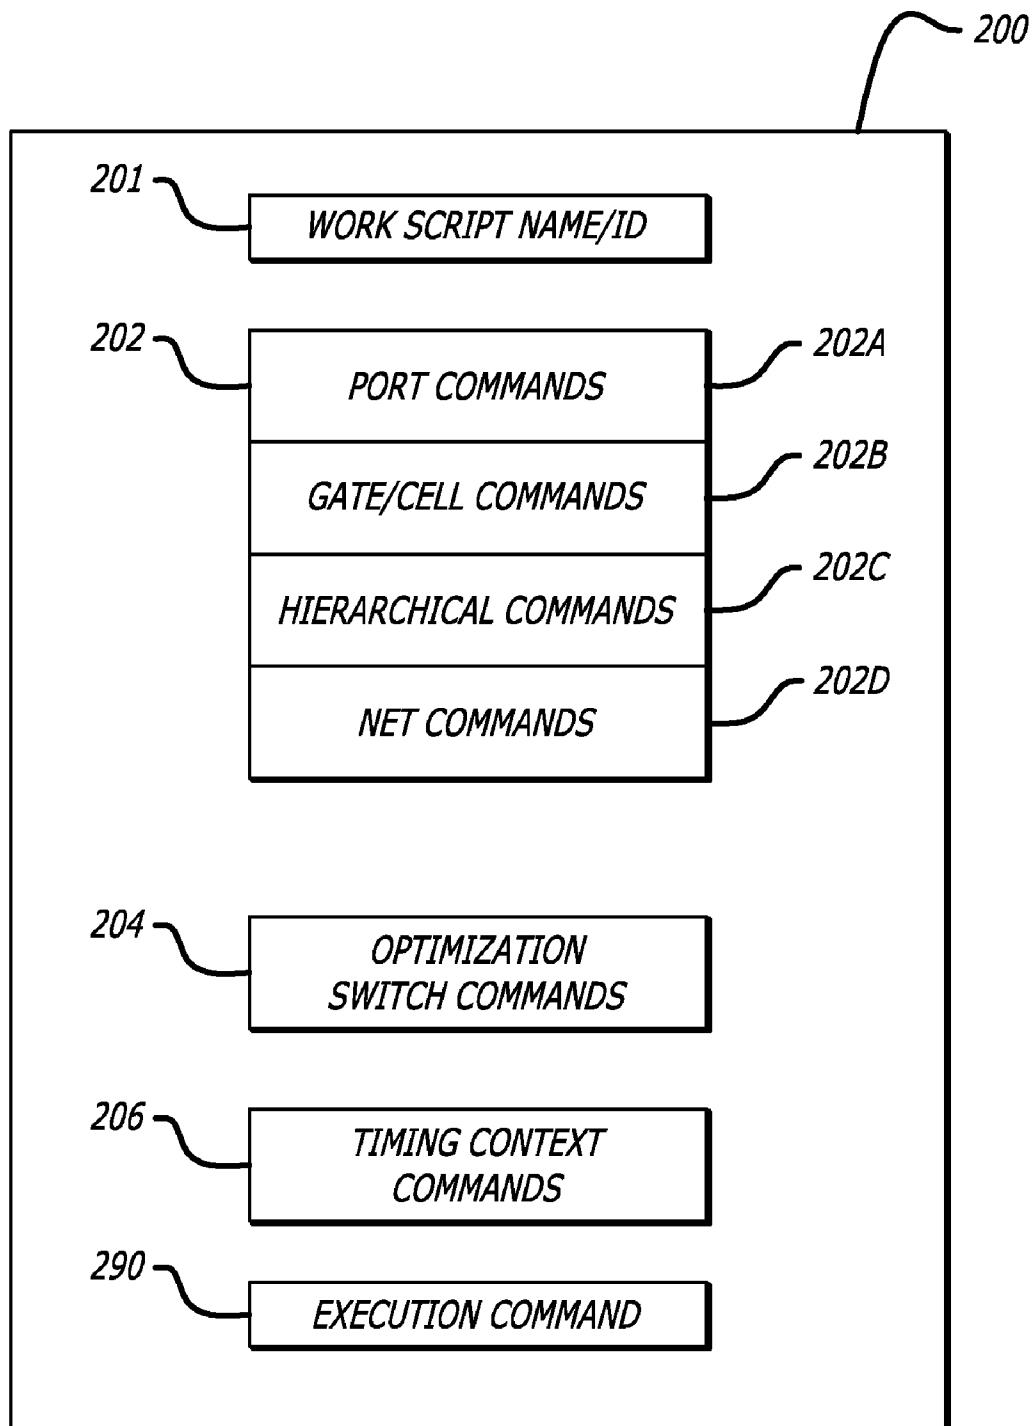 200
201
WORK SCRIPT NAME/ID
202
PORT COMMANDS
202A
GATE/CELL COMMANDS
202B
HIERARCHICAL COMMANDS
202C
NET COMMANDS
202D
204
OPTIMIZATION
SWITCH COMMANDS
206
TIMING CONTEXT
COMMANDS
290
EXECUTION COMMAND